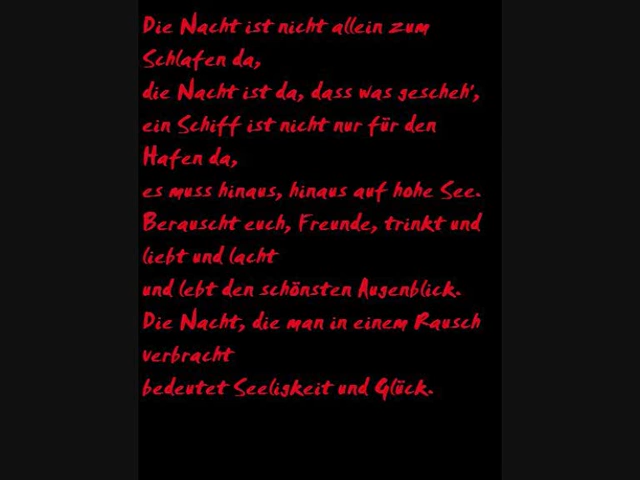 Die Nacht ist nicht allein zum
Schlafen da,
die Nacht ist da, dass was gescheh',
ein Schiff ist nicht nur für den
Hafen da,
es muss hinaus, hinaus auf hohe See.
Berauscht euch, Freunde, trinkt und
liebt und lacht
und lebt den schönsten Augenblick.
Die Nacht, die man in einem Rausch
verbracht
bedeutet Seeligkeit und Glück.